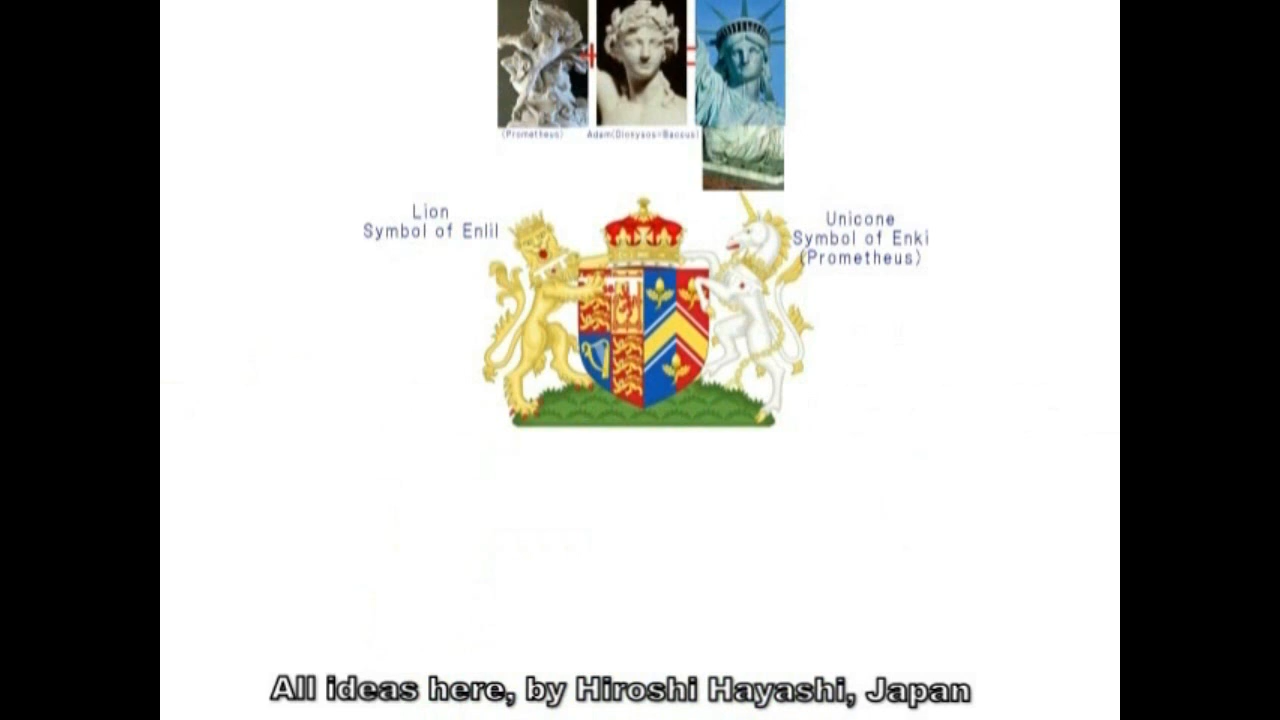 (Prometheus)
Adam(Dionysos=Baccus)
Lion
Symbol of Enlil
Unicone
Symbol of Enki
(Prometheus)
All ideas here, by Hiroshi Hayashi, Japan